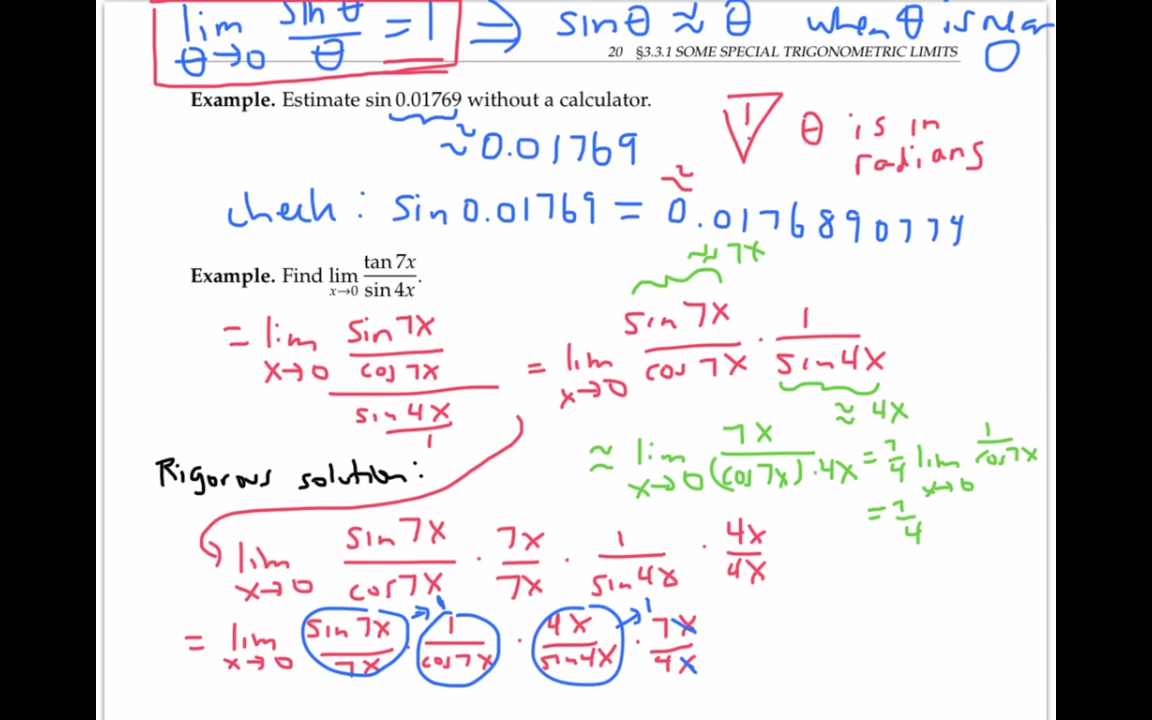 lim θ→0 sin θ / θ = 1 ⇒ sin θ ≈ θ when θ is near 0
20 §3.3.1 SOME SPECIAL TRIGONOMETRIC LIMITS
Example. Estimate sin 0.01769 without a calculator.
≈ 0.01769
! θ is in radians
check: sin 0.01769 = 0.0176890774
≈
≈ 7x
Example. Find lim x→0 tan 7x / sin 4x.
= lim x→0 (sin 7x / cos 7x) / (sin 4x / 1) = lim x→0 sin 7x / cos 7x · 1 / sin 4x
≈ 4x
≈ lim x→0 7x / (cos 7x) · 4x = 7/4 lim x→0 1 / cos 7x
= 7/4
Rigorous solution:
lim x→0 sin 7x / cos 7x · 7x / 7x · 1 / sin 4x · 4x / 4x
= lim x→0 sin 7x / 7x → 1 · 1 / cos 7x · 4x / sin 4x → 1 · 7x / 4x